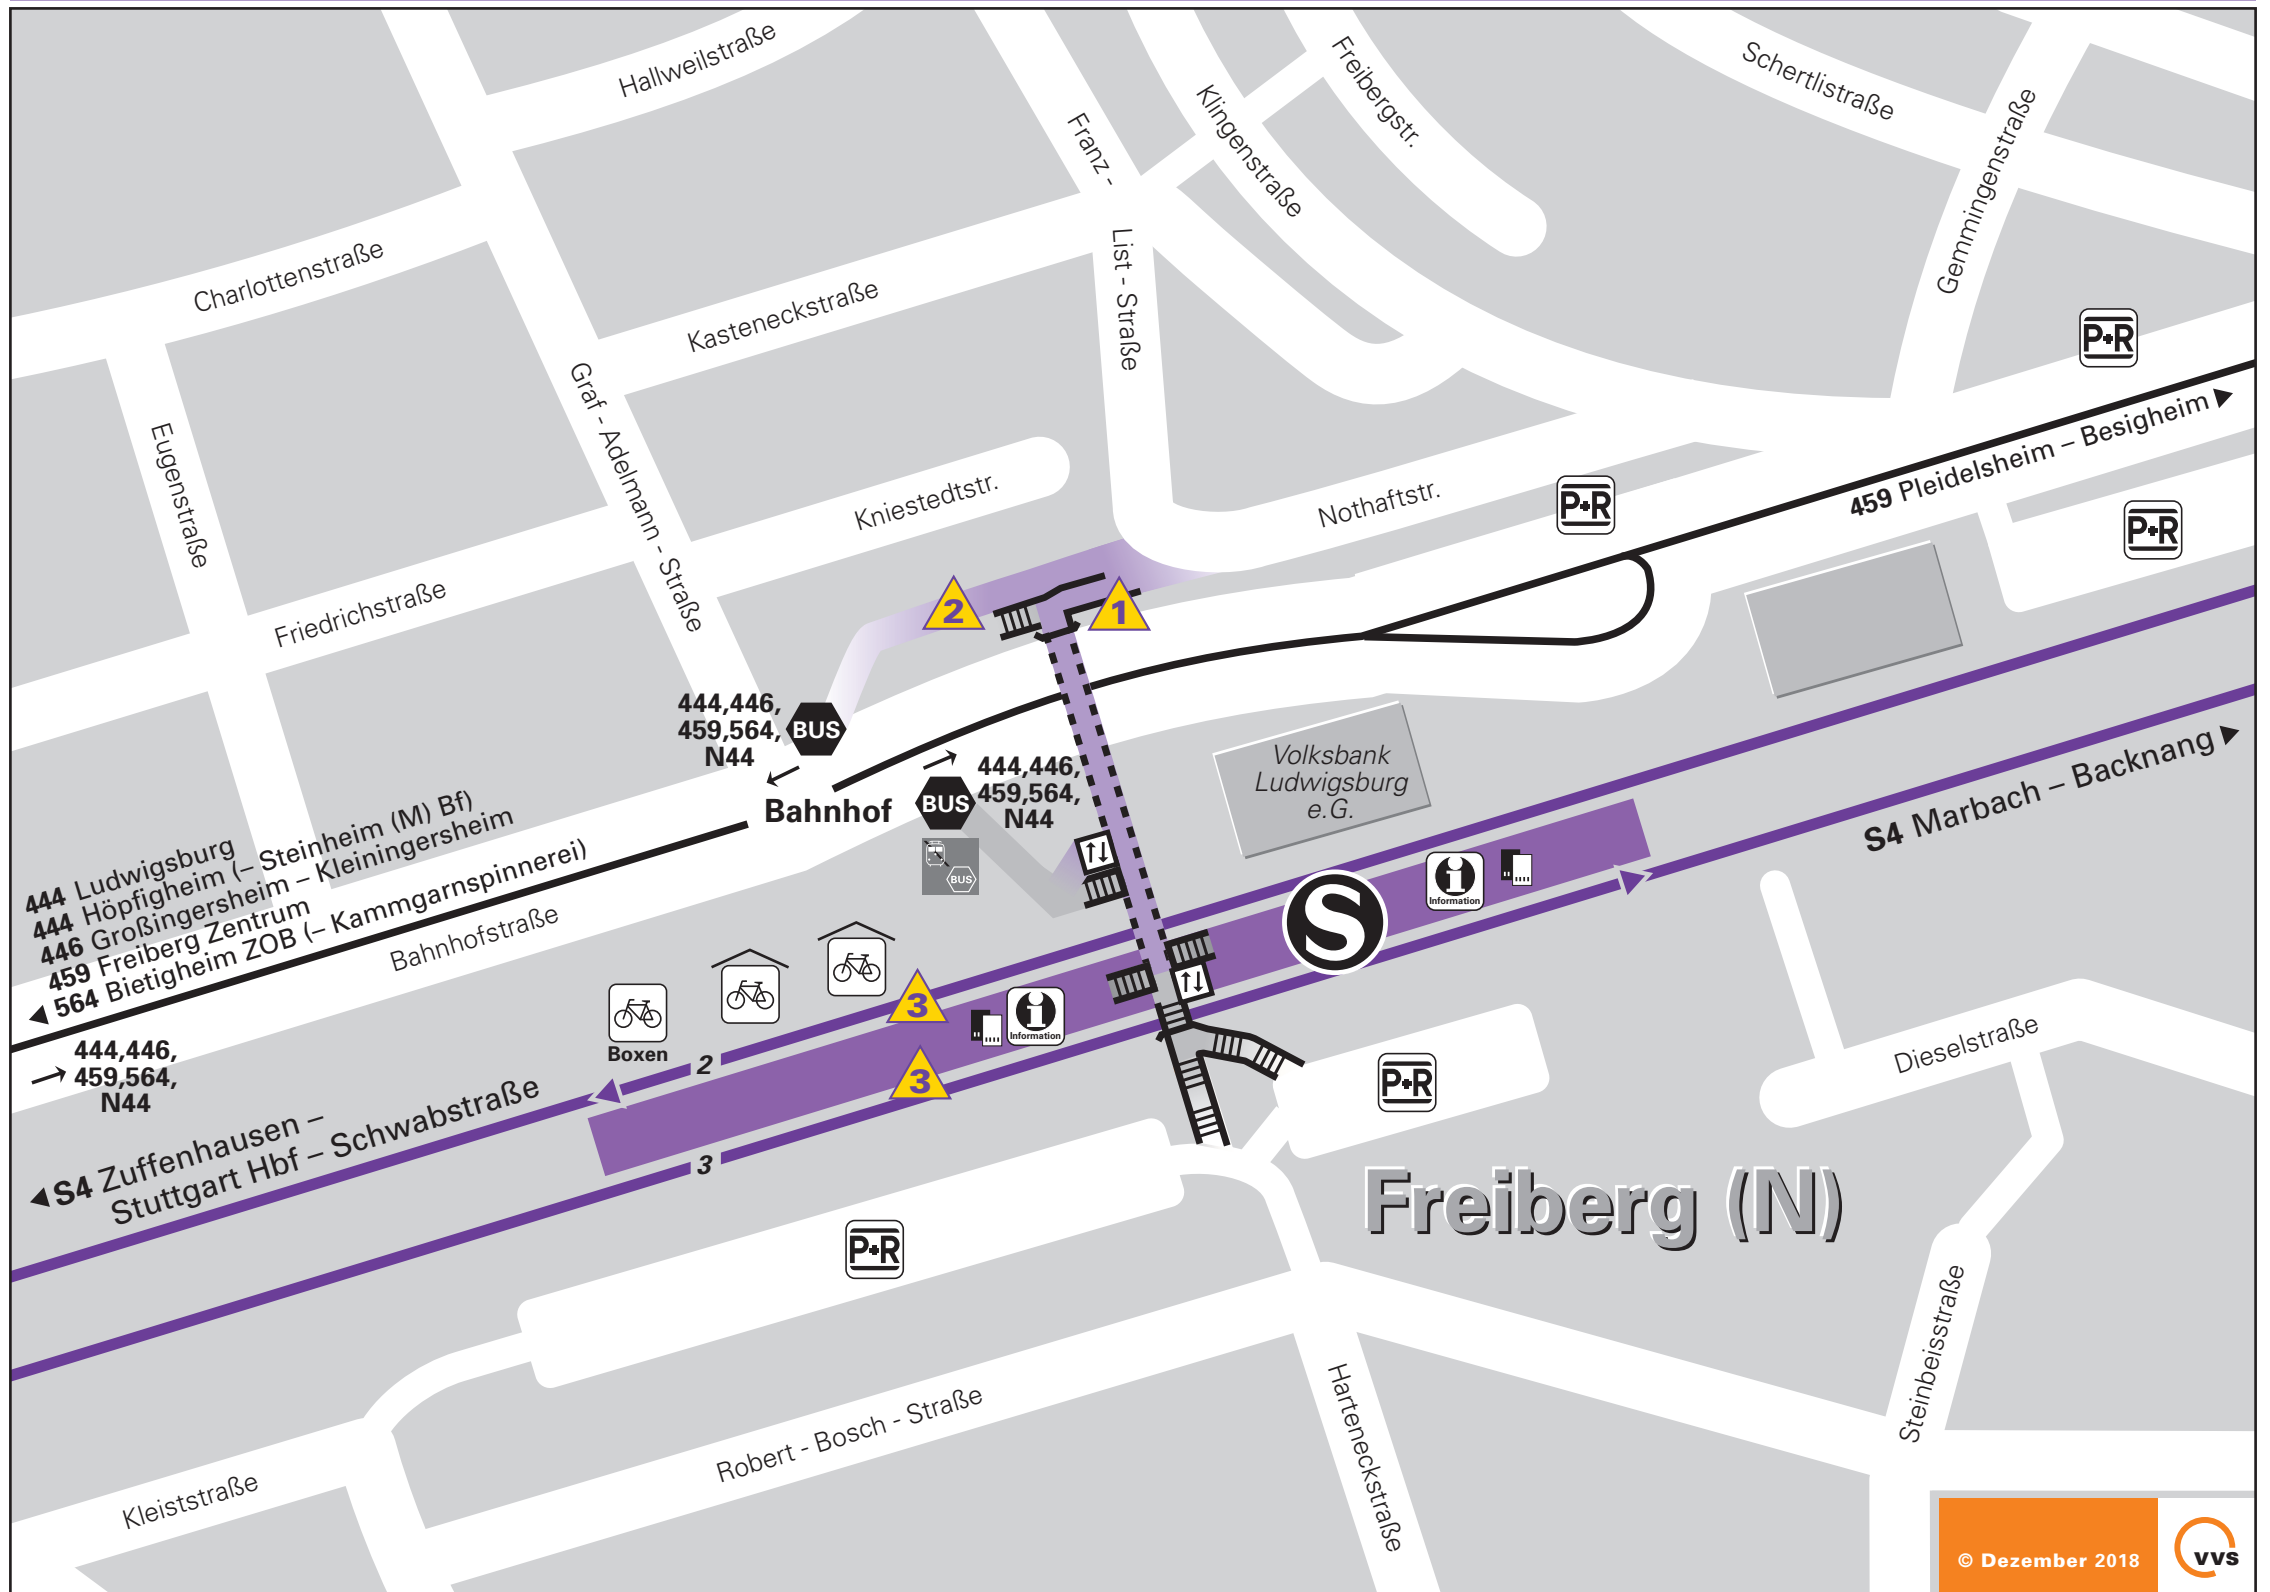 Hallweilstraße
Freibergstr.
Schertlistraße
Klingenstraße
Gemmingenstraße
Franz -
List - Straße
Charlottenstraße
Kasteneckstraße
P+R
Graf - Adelmann - Straße
Eugenstraße
459 Pleidelsheim – Besigheim
Kniestedtstr.
Nothaftstr.
P+R
P+R
Friedrichstraße
2
1
444,446,
459,564,
N44
BUS
Bahnhof
BUS
444,446,
459,564,
N44
BUS
Volksbank
Ludwigsburg
e.G.
S4 Marbach – Backnang
444 Ludwigsburg
444 Höpfigheim (– Steinheim (M) Bf)
446 Großingersheim – Kleiningersheim
459 Freiberg Zentrum
564 Bietigheim ZOB (– Kammgarnspinnerei)
Bahnhofstraße
S
i
Information
3
i
Information
Boxen
444,446,
459,564,
N44
2
3
3
P+R
Dieselstraße
S4 Zuffenhausen –
Stuttgart Hbf – Schwabstraße
Freiberg (N)
P+R
Steinbeisstraße
Harteneckstraße
Robert - Bosch - Straße
Kleiststraße
© Dezember 2018
vvs